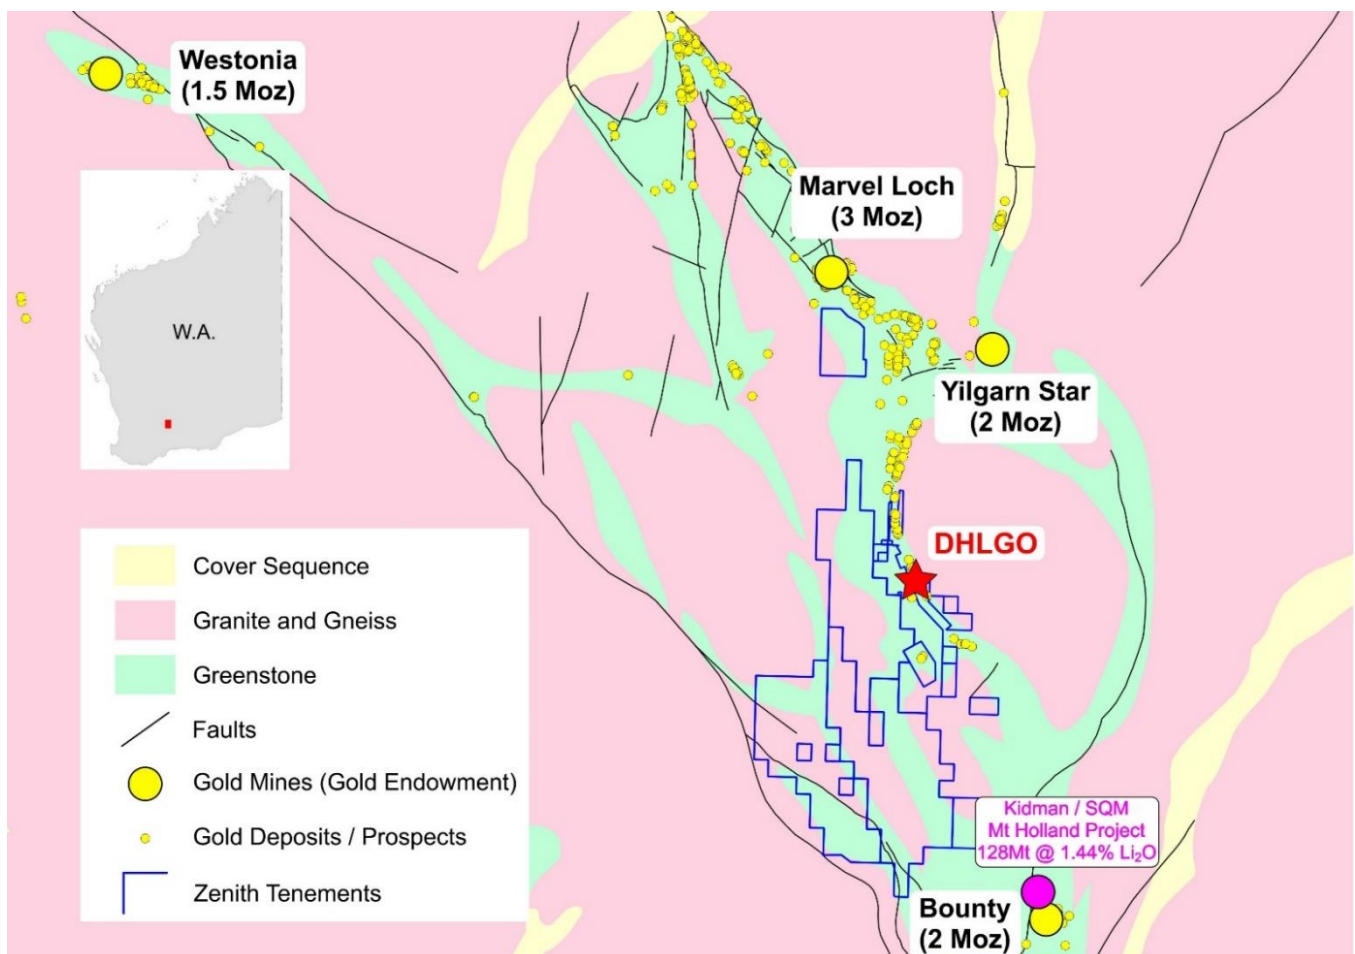 Westonia
(1.5 Moz)
Marvel Loch
(3 Moz)
W.A.
Yilgarn Star
(2 Moz)
DHLGO
Cover Sequence
Granite and Gneiss
Greenstone
Faults
Gold Mines (Gold Endowment)
Gold Deposits / Prospects
Zenith Tenements
Kidman / SQM
Mt Holland Project
128Mt @ 1.44% Li₂O
Bounty
(2 Moz)